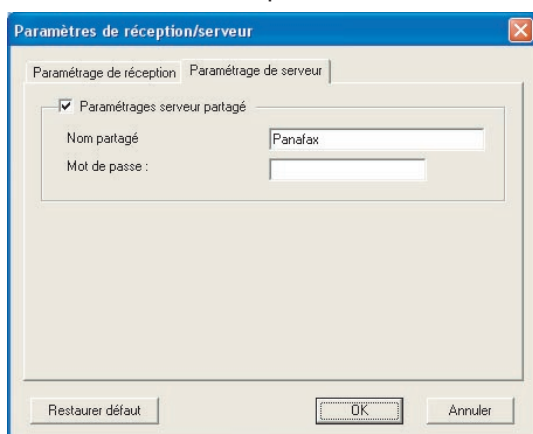 Paramètres de réception/serveur
Paramétrage de réception Paramétrage de serveur
Paramétrages serveur partagé
Nom partagé Panafax
Mot de passe :
Restaurer défaut OK Annuler